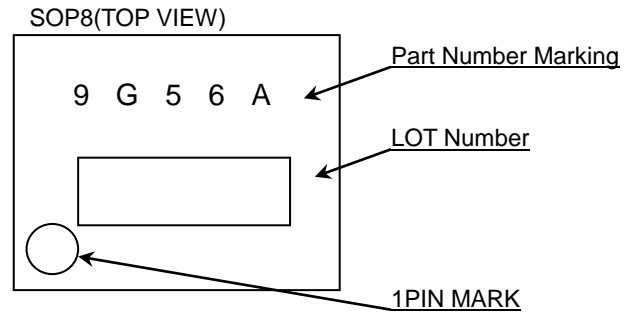 SOP8(TOP VIEW)
Part Number Marking
9 G 5 6 A
LOT Number
1PIN MARK